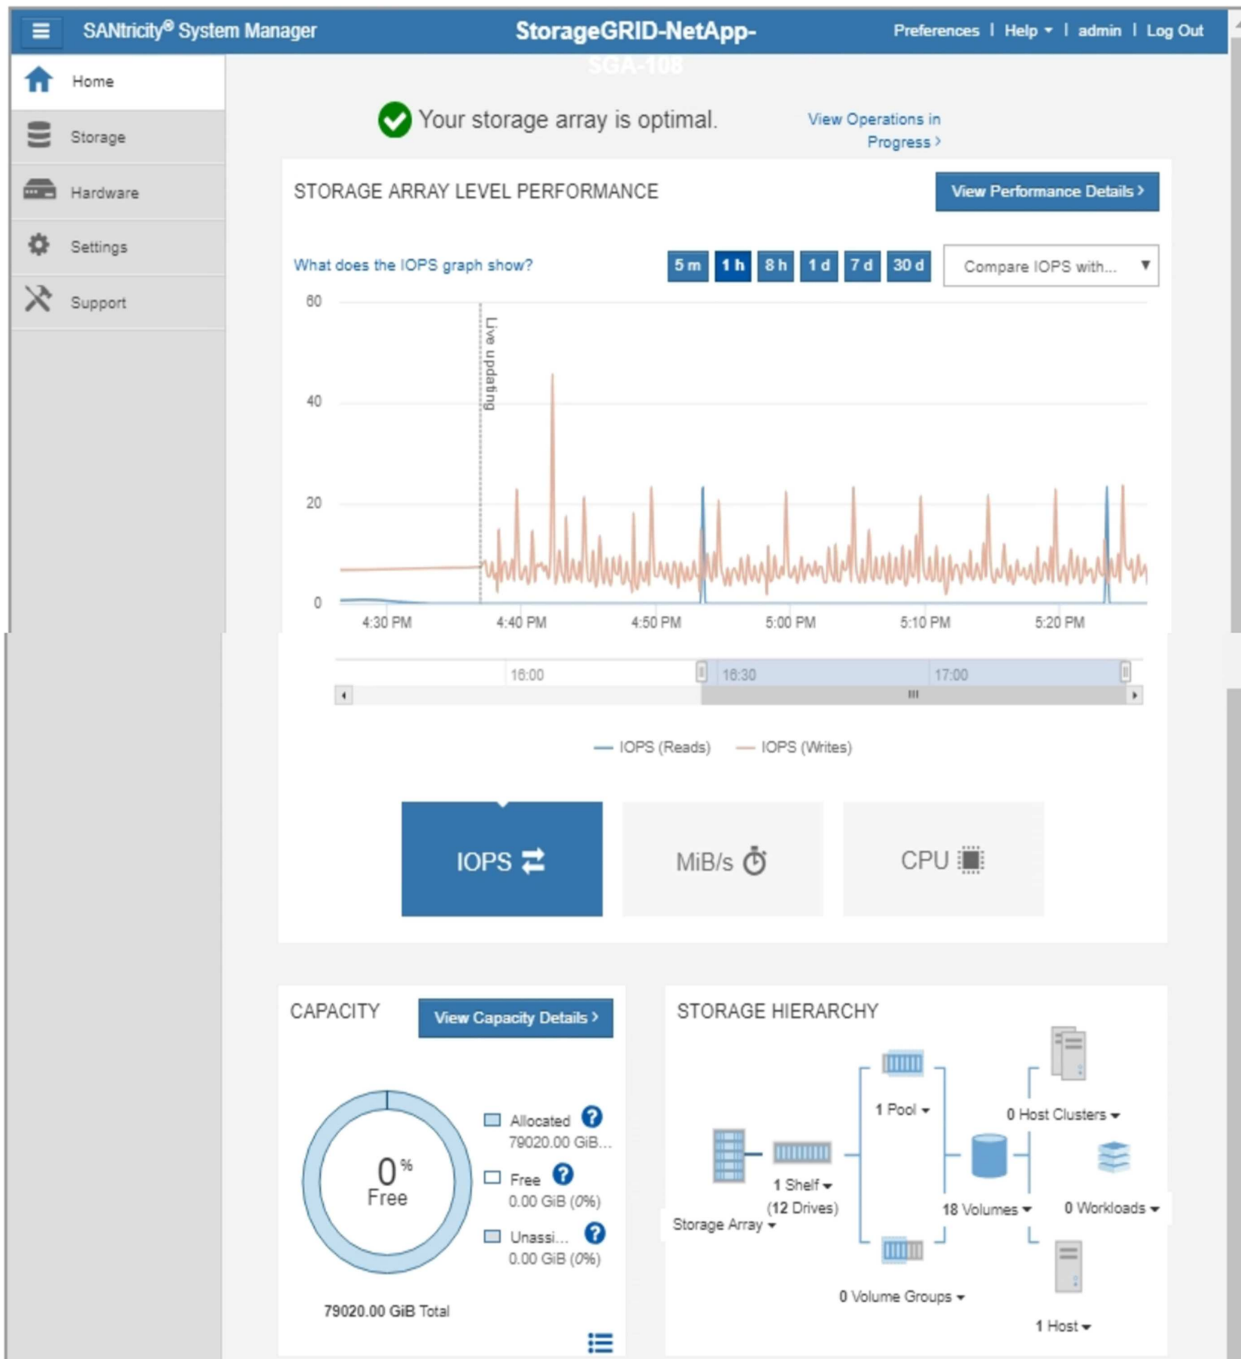 SANtricity® System Manager
StorageGRID-NetApp-
SGA-108
Preferences | Help | admin | Log Out
Home
Storage
Hardware
Settings
Support
Your storage array is optimal.
View Operations in
Progress >
STORAGE ARRAY LEVEL PERFORMANCE
View Performance Details >
What does the IOPS graph show?
5 m 1 h 8 h 1 d 7 d 30 d
Compare IOPS with...
60
40
20
0
Live updating
4:30 PM 4:40 PM 4:50 PM 5:00 PM 5:10 PM 5:20 PM
16:00 16:30 17:00
IOPS (Reads) IOPS (Writes)
IOPS
MiB/s
CPU
CAPACITY
View Capacity Details >
0%
Free
Allocated
79020.00 GiB...
Free
0.00 GiB (0%)
Unassi...
0.00 GiB (0%)
79020.00 GiB Total
STORAGE HIERARCHY
Storage Array
1 Shelf
(12 Drives)
1 Pool
0 Volume Groups
18 Volumes
0 Host Clusters
0 Workloads
1 Host